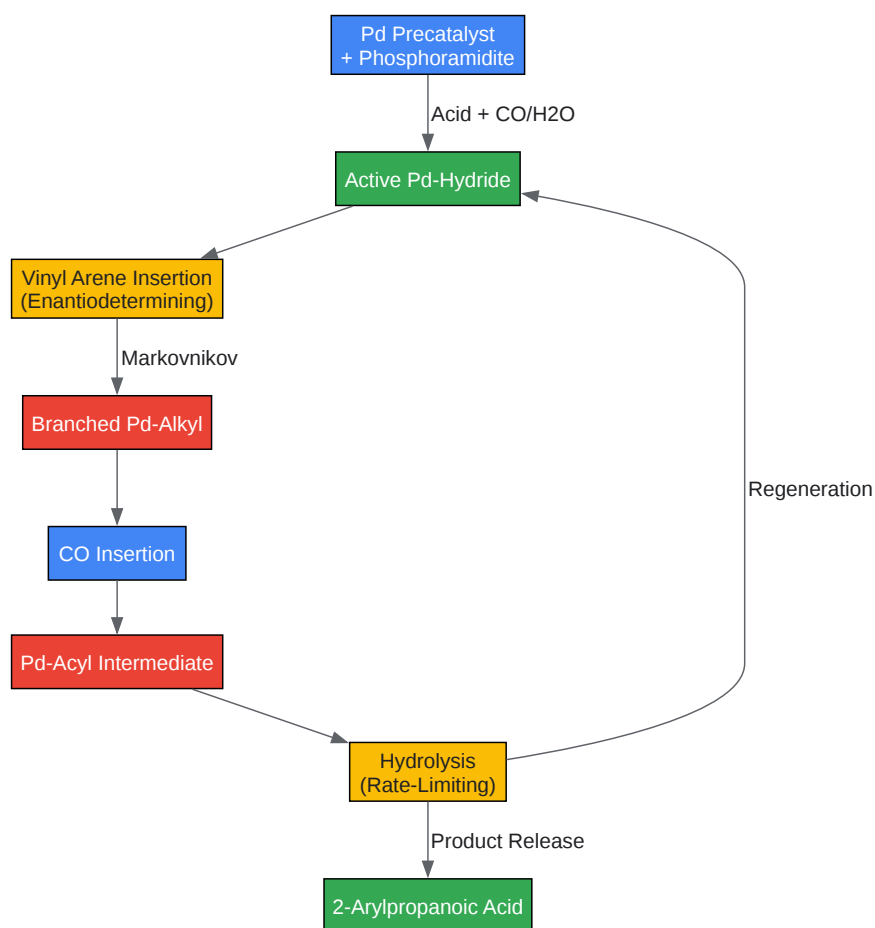 Pd Precatalyst
+ Phosphoramidite
Acid + CO/H2O
Active Pd-Hydride
Vinyl Arene Insertion
(Enantiodetermining)
Markovnikov
Branched Pd-Alkyl
Regeneration
CO Insertion
Pd-Acyl Intermediate
Hydrolysis
(Rate-Limiting)
Product Release
2-Arylpropanoic Acid